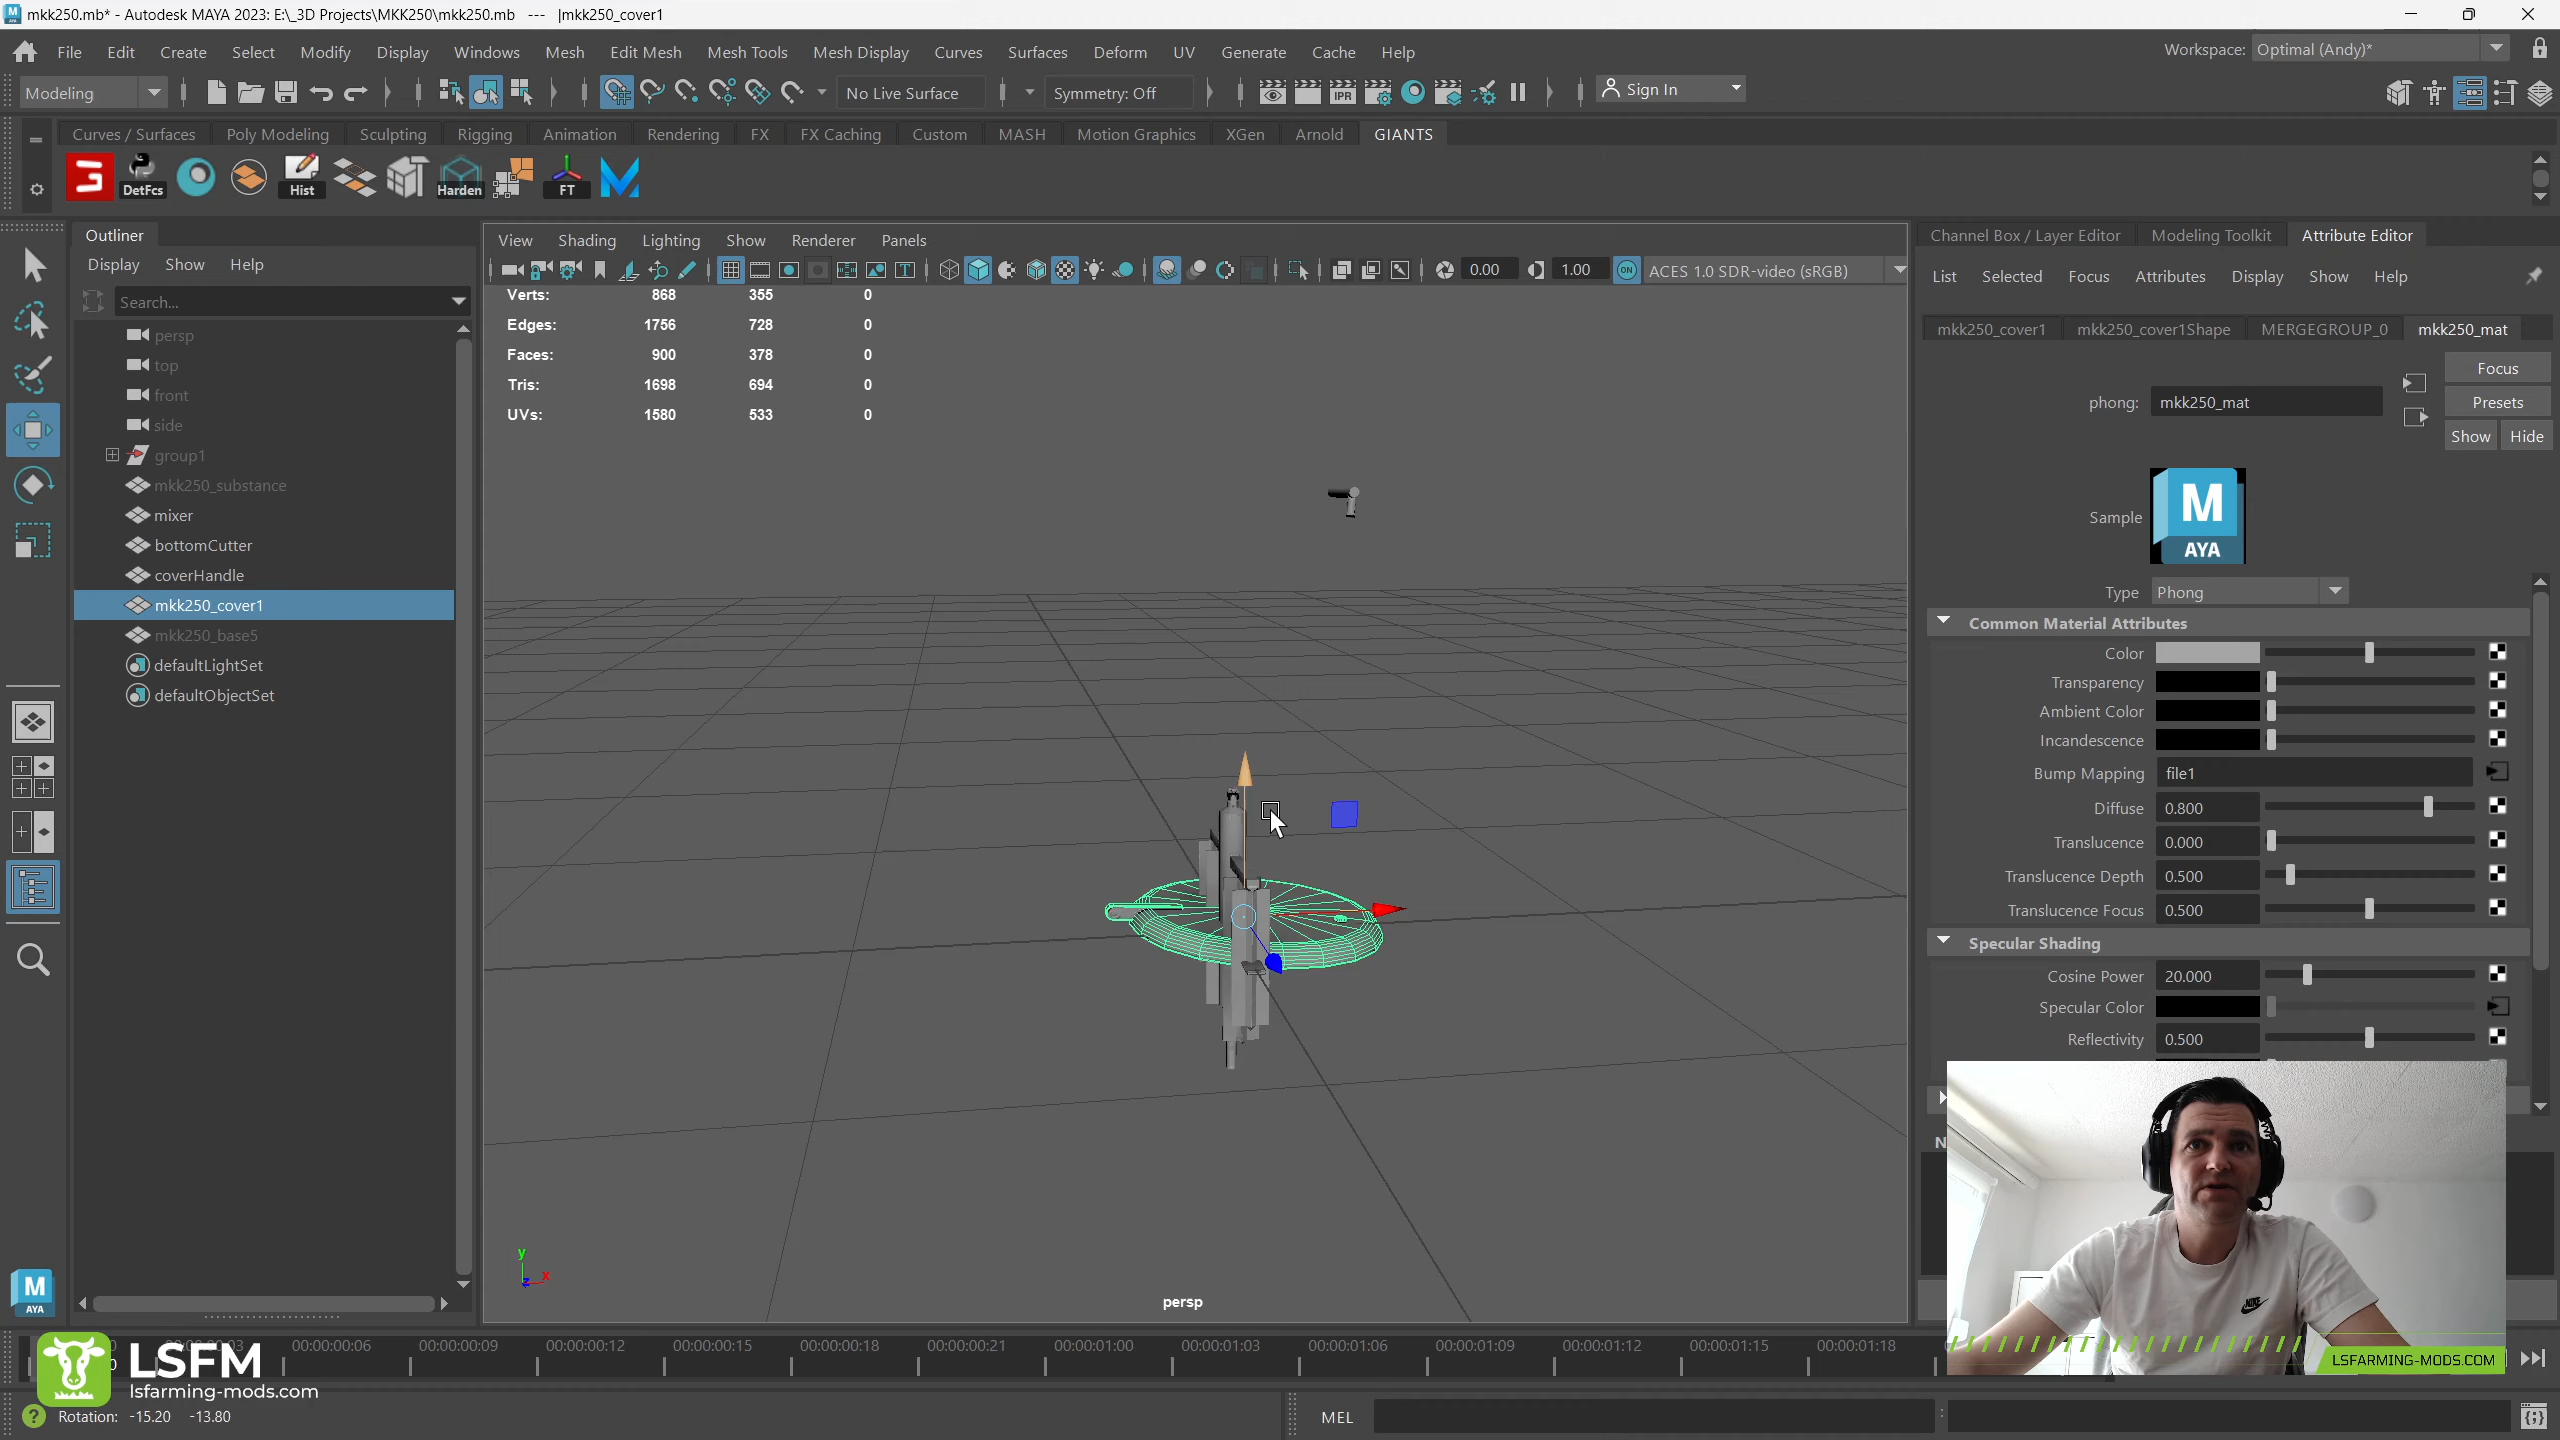 mkk250.mb* - Autodesk MAYA 2023: E:\_3D Projects\MKK250\mkk250.mb --- |mkk250_cover1
File Edit Create Select Modify Display Windows Mesh Edit Mesh Mesh Tools Mesh Display Curves Surfaces Deform UV Generate Cache Help
Workspace: Optimal (Andy)*
Modeling
No Live Surface
Symmetry: Off
IPR
Sign In
Curves / Surfaces Poly Modeling Sculpting Rigging Animation Rendering FX FX Caching Custom MASH Motion Graphics XGen Arnold GIANTS
DetFcs Hist Harden FT
Outliner
Display Show Help
Search...
persp
top
front
side
group1
mkk250_substance
mixer
bottomCutter
coverHandle
mkk250_cover1
mkk250_base5
defaultLightSet
defaultObjectSet
View Shading Lighting Show Renderer Panels
0.00 1.00 ON ACES 1.0 SDR-video (sRGB)
Verts: 868 355 0
Edges: 1756 728 0
Faces: 900 378 0
Tris: 1698 694 0
UVs: 1580 533 0
y
z x
persp
Channel Box / Layer Editor Modeling Toolkit Attribute Editor
List Selected Focus Attributes Display Show Help
mkk250_cover1 mkk250_cover1Shape MERGEGROUP_0 mkk250_mat
Focus
phong: mkk250_mat
Presets
Show Hide
Sample
M
AYA
Type Phong
Common Material Attributes
Color
Transparency
Ambient Color
Incandescence
Bump Mapping file1
Diffuse 0.800
Translucence 0.000
Translucence Depth 0.500
Translucence Focus 0.500
Specular Shading
Cosine Power 20.000
Specular Color
Reflectivity 0.500
N
M
AYA
00:00:00:03 00:00:00:06 00:00:00:09 00:00:00:12 00:00:00:15 00:00:00:18 00:00:00:21 00:00:01:00 00:00:01:03 00:00:01:06 00:00:01:09 00:00:01:12 00:00:01:15 00:00:01:18
LSFM
lsfarming-mods.com
LSFARMING-MODS.COM
Rotation: -15.20 -13.80
MEL